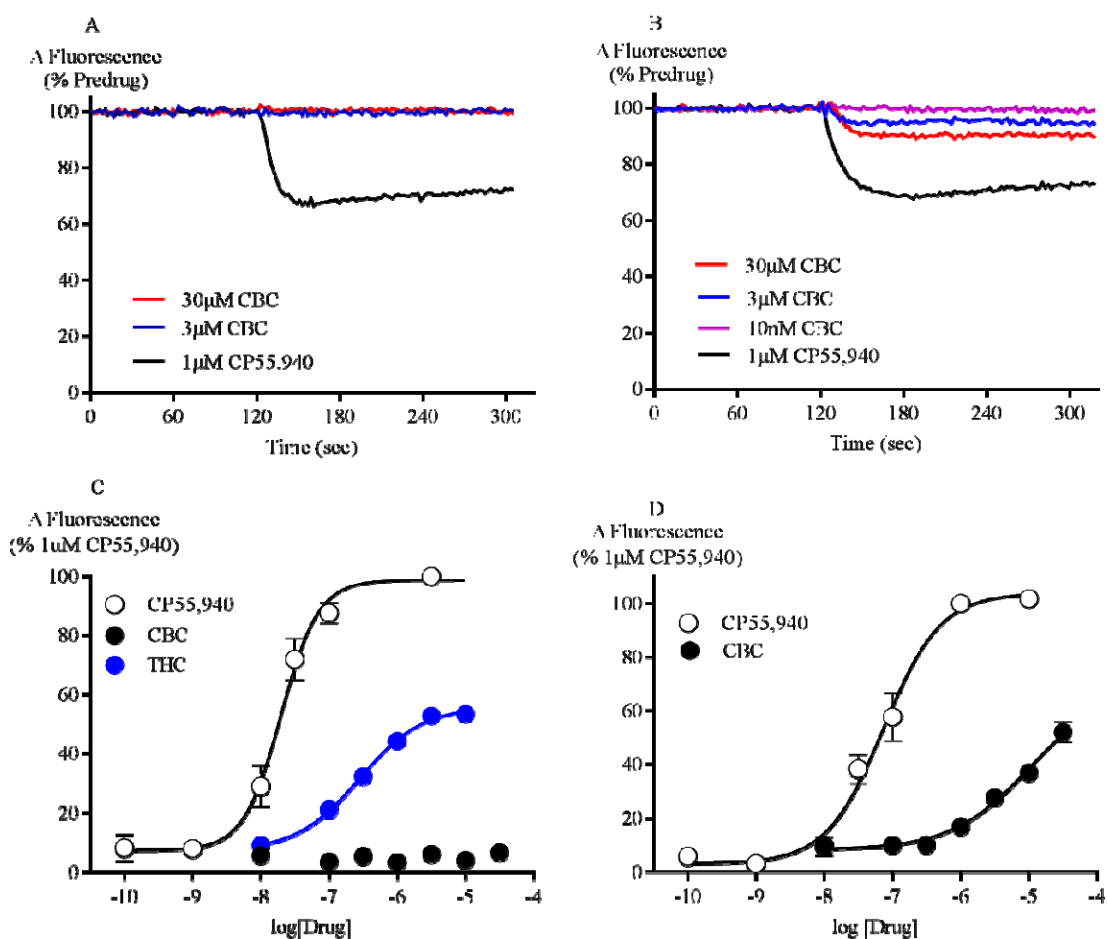 A
Δ Fluorescence
(% Predrug)
100
80
60
40
20
0
30μM CBC
3μM CBC
1μM CP55.940
0 60 120 180 240 300
Time (sec)
B
Δ Fluorescence
(% Predrug)
100
80
60
40
20
0
30μM CBC
3μM CBC
10nM CBC
1μM CP55,940
0 60 120 180 240 300
Time (sec)
C
Δ Fluorescence
(% 1uM CP55,940)
100
80
60
40
20
0
CP55,940
CBC
THC
-10 -9 -8 -7 -6 -5 -4
log[Drug]
D
Δ Fluorescence
(% 1μM CP55,940)
100
80
60
40
20
0
CP55,940
CBC
-10 -9 -8 -7 -6 -5 -4
log [Drug]